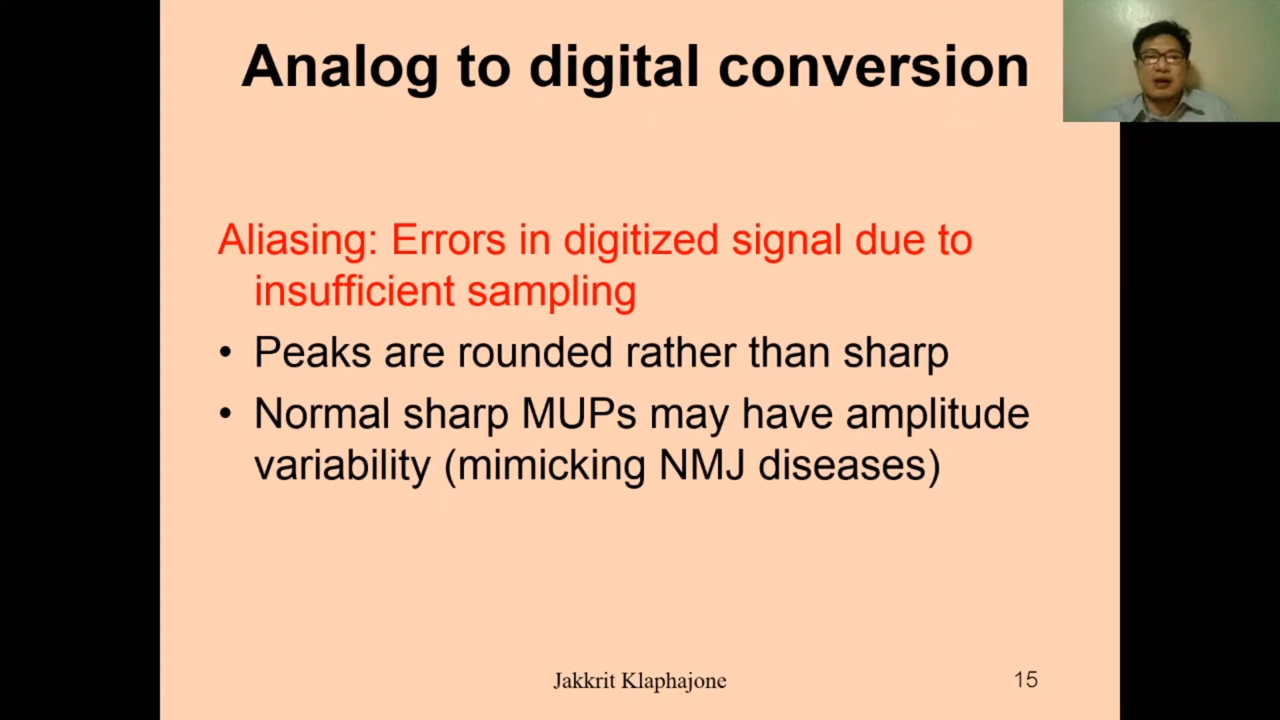 Analog to digital conversion
Aliasing: Errors in digitized signal due to
insufficient sampling
• Peaks are rounded rather than sharp
• Normal sharp MUPs may have amplitude
variability (mimicking NMJ diseases)
Jakkrit Klaphajone
15